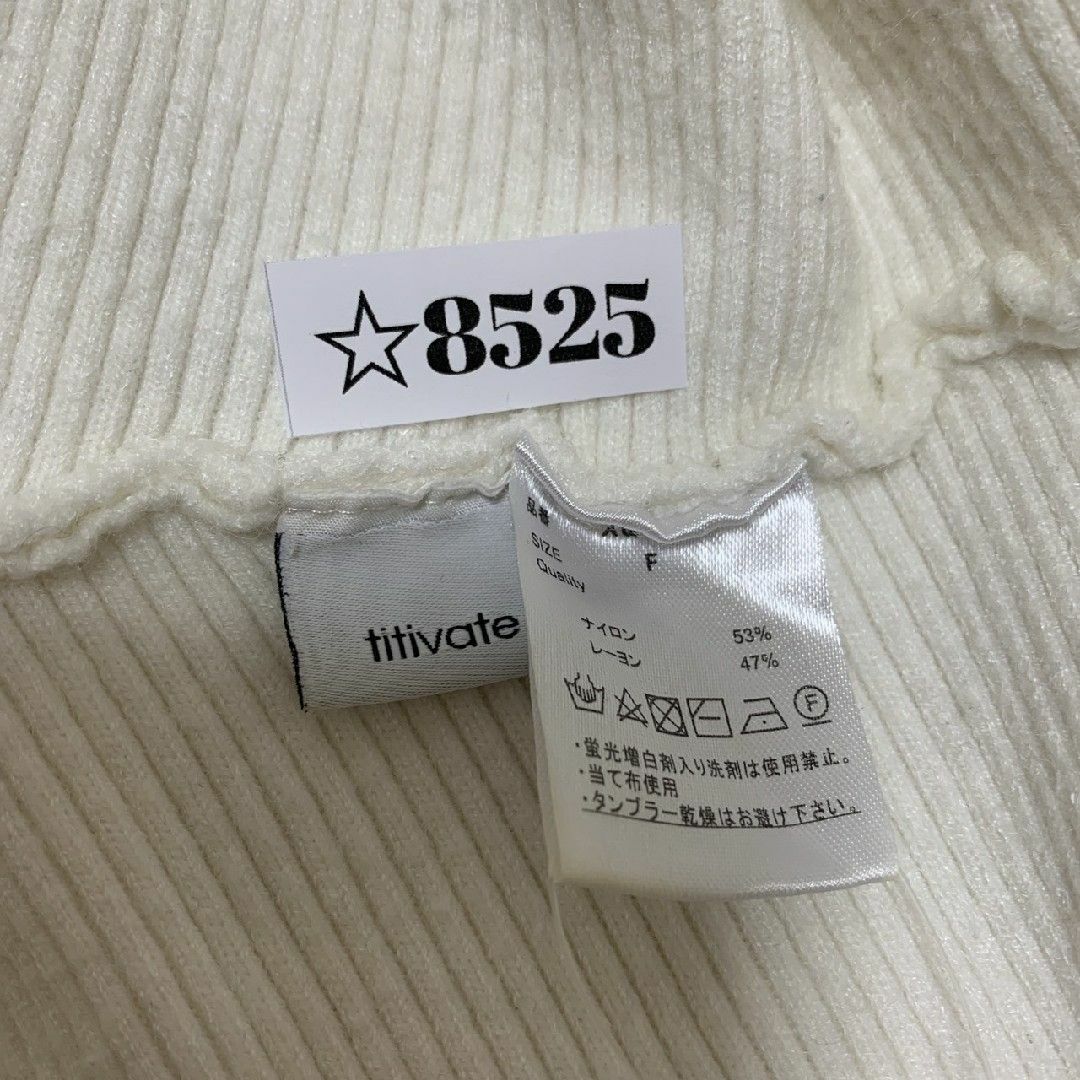 ☆8525
titivate
品番
SIZE F
Quality
ナイロン 53%
レーヨン 47%
F
・蛍光増白剤入り洗剤は使用禁止。
・当て布使用
・タンブラー乾燥はお避け下さい。